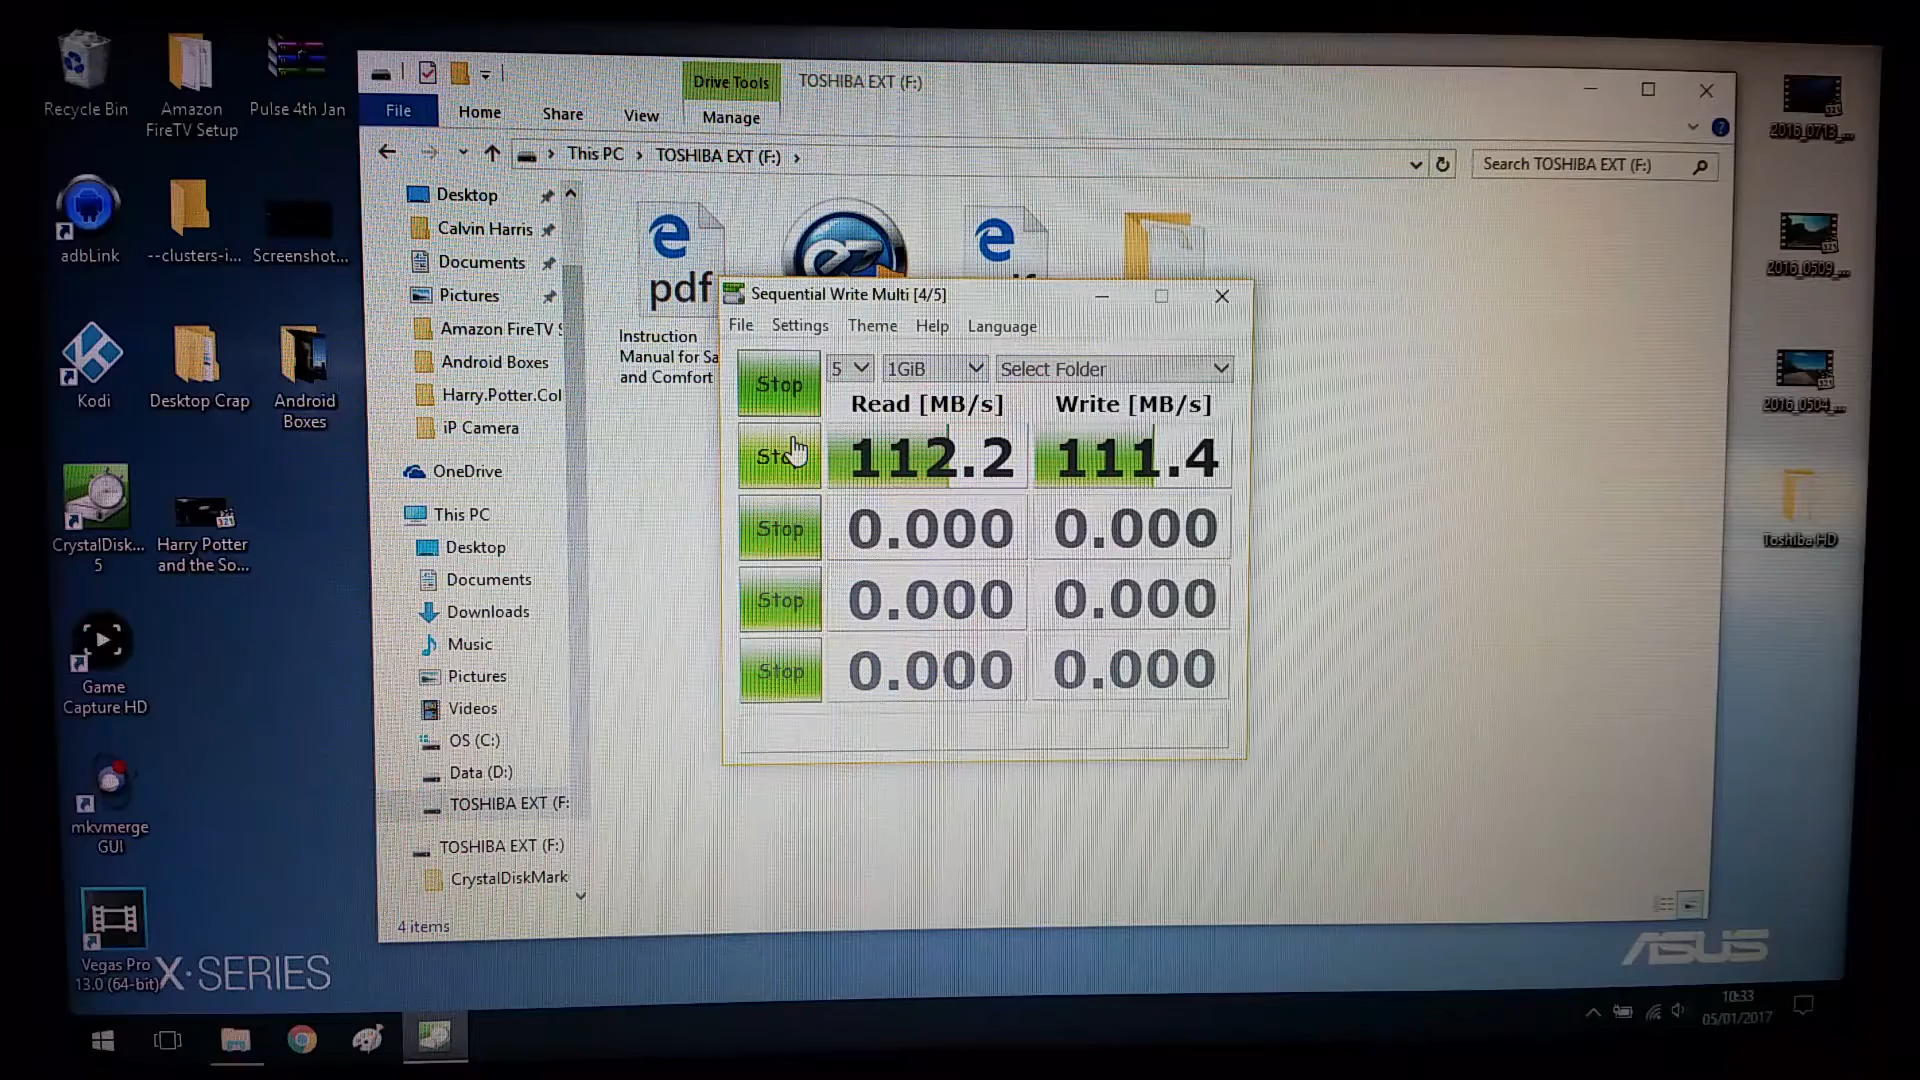 Recycle Bin
Amazon
FireTV Setup
Pulse 4th Jan
adbLink
--clusters-i...
Screenshot...
Kodi
Desktop Crap
Android
Boxes
CrystalDisk...
5
Harry Potter
and the So...
Game
Capture HD
mkvmerge
GUI
Vegas Pro
13.0 (64-bit)
X·SERIES
Drive Tools
TOSHIBA EXT (F:)
File
Home
Share
View
Manage
This PC
TOSHIBA EXT (F:)
Search TOSHIBA EXT (F:)
Desktop
Calvin Harris
Documents
Pictures
Amazon FireTV S
Android Boxes
Harry.Potter.Col
iP Camera
OneDrive
This PC
Desktop
Documents
Downloads
Music
Pictures
Videos
OS (C:)
Data (D:)
TOSHIBA EXT (F:
TOSHIBA EXT (F:)
CrystalDiskMark
4 items
pdf
Instruction
Manual for Sa
and Comfort
Sequential Write Multi [4/5]
File
Settings
Theme
Help
Language
Stop
5
1GiB
Select Folder
Read [MB/s]
Write [MB/s]
Stop
112.2
111.4
Stop
0.000
0.000
Stop
0.000
0.000
Stop
0.000
0.000
2016_0713_...
2016_0509_...
2016_0504_...
Toshiba HD
ASUS
10:33
05/01/2017